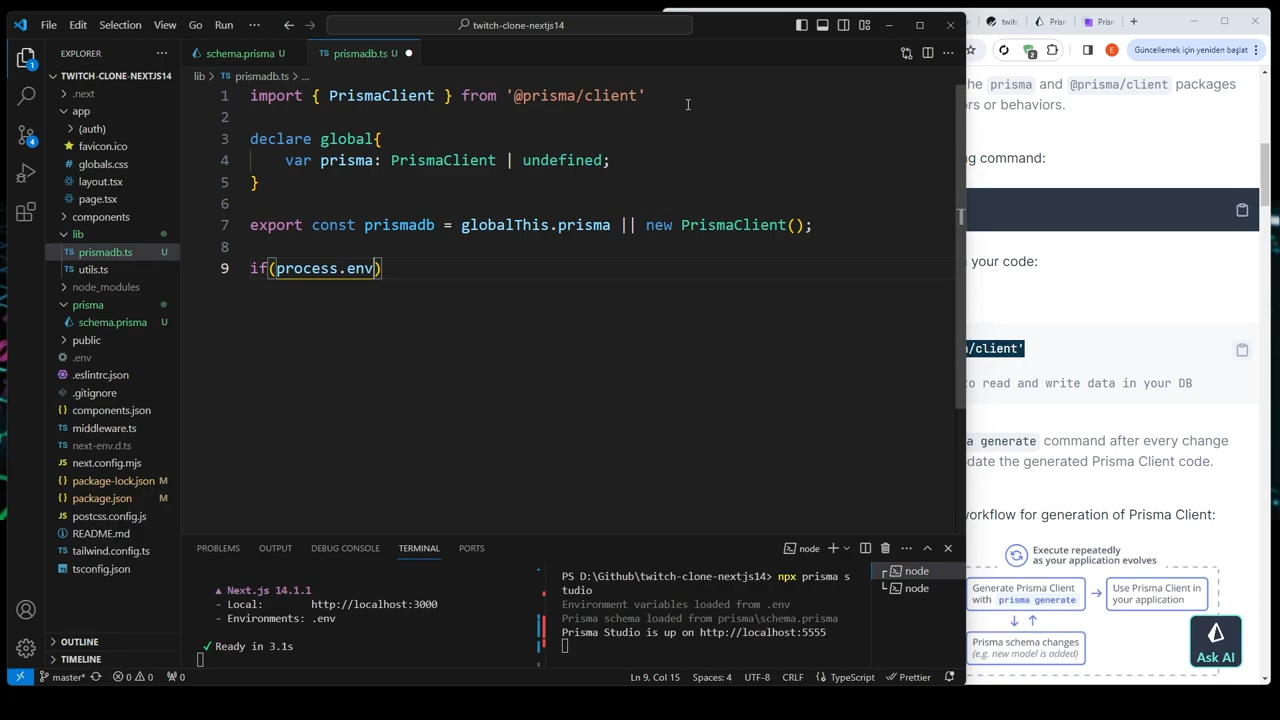 File Edit Selection View Go Run ··· twitch-clone-nextjs14
EXPLORER ···
TWITCH-CLONE-NEXTJS14
.next
app
(auth)
favicon.ico
globals.css
layout.tsx
page.tsx
components
lib
prismadb.ts U
utils.ts
node_modules
prisma
schema.prisma U
public
.env
.eslintrc.json
.gitignore
components.json
middleware.ts
next-env.d.ts
next.config.mjs
package-lock.json M
package.json M
postcss.config.js
README.md
tailwind.config.ts
tsconfig.json
OUTLINE
TIMELINE
schema.prisma U
prismadb.ts U
lib > prismadb.ts > ...
1 import { PrismaClient } from '@prisma/client'
2
3 declare global{
4 var prisma: PrismaClient | undefined;
5 }
6
7 export const prismadb = globalThis.prisma || new PrismaClient();
8
9 if(process.env)
PROBLEMS OUTPUT DEBUG CONSOLE TERMINAL PORTS node
▲ Next.js 14.1.1
- Local: http://localhost:3000
- Environments: .env
✓ Ready in 3.1s
PS D:\Github\twitch-clone-nextjs14> npx prisma s
tudio
Environment variables loaded from .env
Prisma schema loaded from prisma\schema.prisma
Prisma Studio is up on http://localhost:5555
node
node
master* 0 0 0 Ln 9, Col 15 Spaces: 4 UTF-8 CRLF TypeScript Prettier
twitc Prism Prism
2 E Güncellemek için yeniden başlat
he prisma and @prisma/client packages
ors or behaviors.
ng command:
your code:
a/client'
to read and write data in your DB
a generate command after every change
date the generated Prisma Client code.
workflow for generation of Prisma Client:
Execute repeatedly
as your application evolves
Generate Prisma Client
with prisma generate
Use Prisma Client in
your application
Prisma schema changes
(e.g. new model is added)
Ask AI